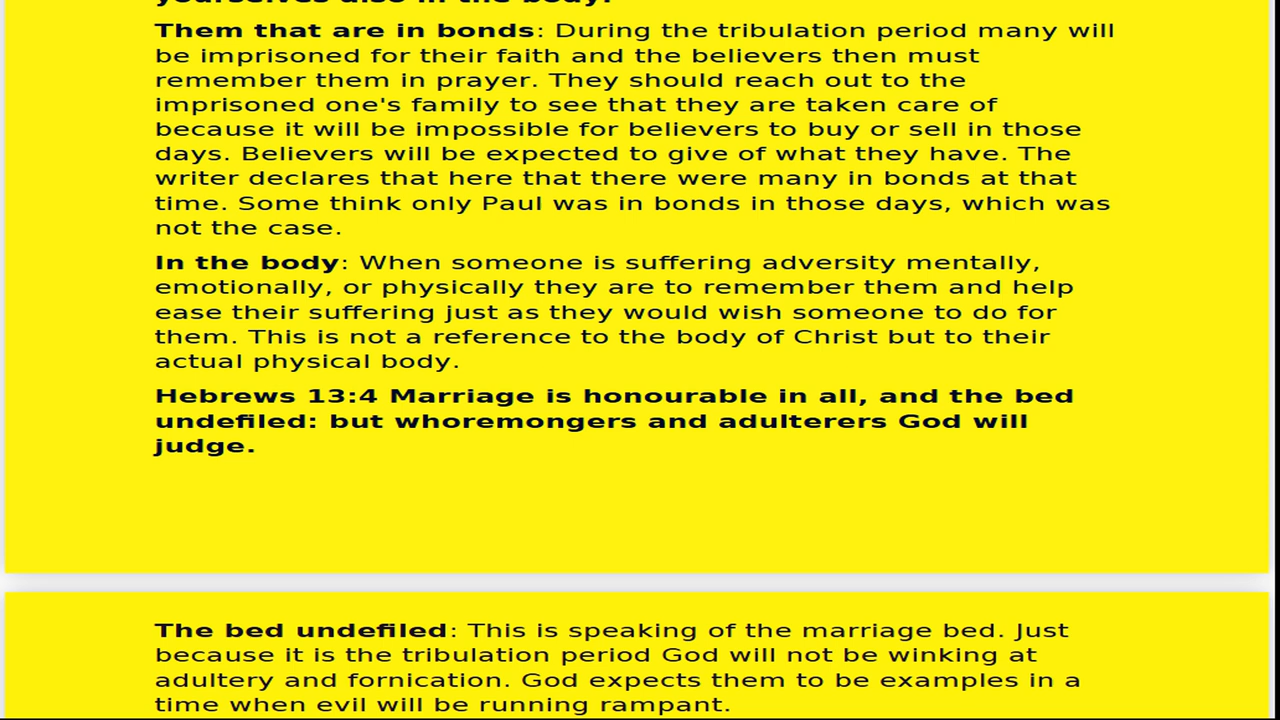 yourselves also in the body.
Them that are in bonds: During the tribulation period many will
be imprisoned for their faith and the believers then must
remember them in prayer. They should reach out to the
imprisoned one's family to see that they are taken care of
because it will be impossible for believers to buy or sell in those
days. Believers will be expected to give of what they have. The
writer declares that here that there were many in bonds at that
time. Some think only Paul was in bonds in those days, which was
not the case.
In the body: When someone is suffering adversity mentally,
emotionally, or physically they are to remember them and help
ease their suffering just as they would wish someone to do for
them. This is not a reference to the body of Christ but to their
actual physical body.
Hebrews 13:4 Marriage is honourable in all, and the bed
undefiled: but whoremongers and adulterers God will
judge.
The bed undefiled: This is speaking of the marriage bed. Just
because it is the tribulation period God will not be winking at
adultery and fornication. God expects them to be examples in a
time when evil will be running rampant.